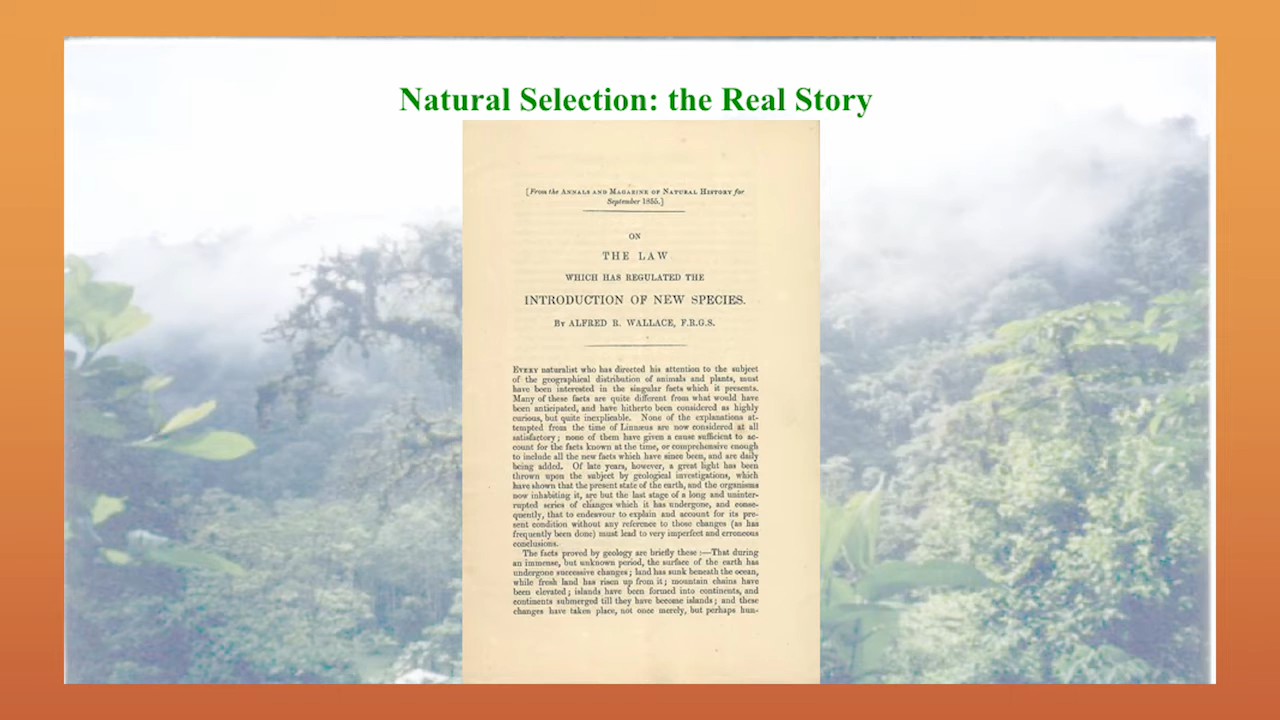 Natural Selection: the Real Story
[From the ANNALS AND MAGAZINE OF NATURAL HISTORY for
September 1855.]
ON
THE LAW
WHICH HAS REGULATED THE
INTRODUCTION OF NEW SPECIES.
BY ALFRED R. WALLACE, F.R.G.S.
EVERY naturalist who has directed his attention to the subject
of the geographical distribution of animals and plants, must
have been interested in the singular facts which it presents.
Many of these facts are quite different from what would have
been anticipated, and have hitherto been considered as highly
curious, but quite inexplicable. None of the explanations at-
tempted from the time of Linnæus are now considered at all
satisfactory; none of them have given a cause sufficient to ac-
count for the facts known at the time, or comprehensive enough
to include all the new facts which have since been, and are daily
being added. Of late years, however, a great light has been
thrown upon the subject by geological investigations, which
have shown that the present state of the earth, and the organisms
now inhabiting it, are but the last stage of a long and uninter-
rupted series of changes which it has undergone, and conse-
quently, that to endeavour to explain and account for its pre-
sent condition without any reference to those changes (as has
frequently been done) must lead to very imperfect and erroneous
conclusions.
The facts proved by geology are briefly these:—That during
an immense, but unknown period, the surface of the earth has
undergone successive changes; land has sunk beneath the ocean,
while fresh land has risen up from it; mountain chains have
been elevated; islands have been formed into continents, and
continents submerged till they have become islands; and these
changes have taken place, not once merely, but perhaps hun-